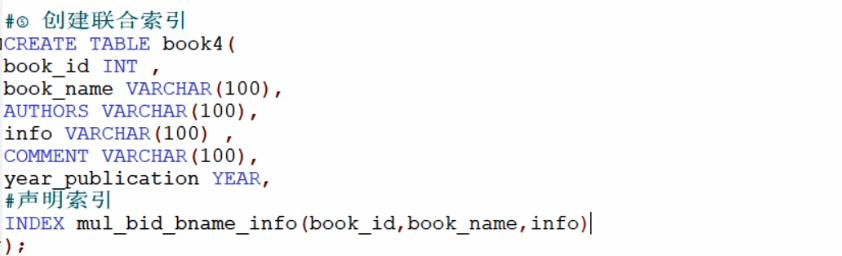 #⑤ 创建联合索引
CREATE TABLE book4(
book_id INT ,
book_name VARCHAR(100),
AUTHORS VARCHAR(100),
info VARCHAR(100) ,
COMMENT VARCHAR(100),
year_publication YEAR,
#声明索引
INDEX mul_bid_bname_info(book_id,book_name,info)
);